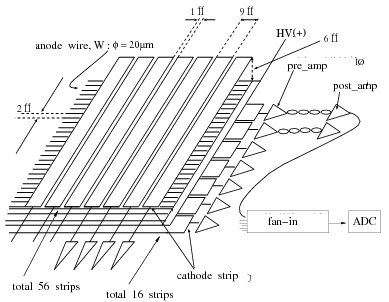 1 ff
9 ff
HV(+)
6 ff
anode wire, W : ϕ = 20μm
pre_amp
post_amp
2 ff
fan-in
ADC
cathode strip
total 56 strips
total 16 strips